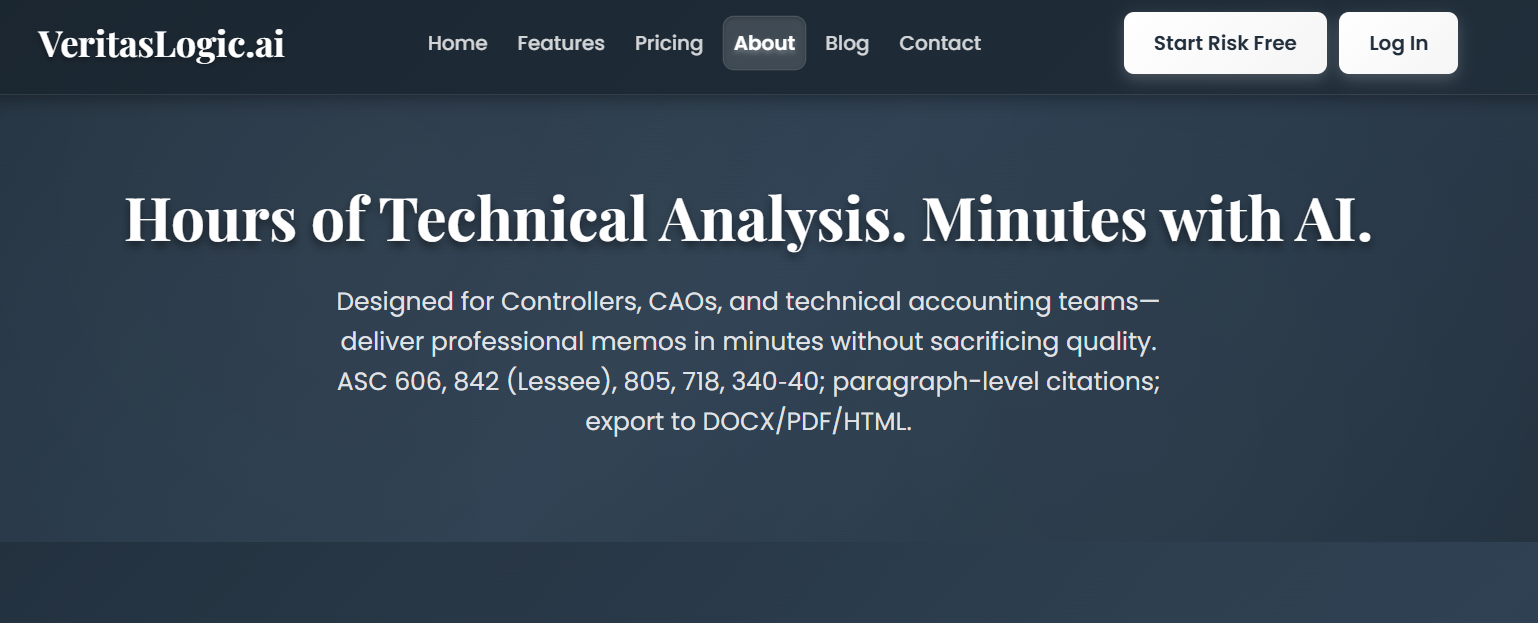 VeritasLogic.ai
Home
Features
Pricing
About
Blog
Contact
Start Risk Free
Log In
Hours of Technical Analysis. Minutes with AI.
Designed for Controllers, CAOs, and technical accounting teams—
deliver professional memos in minutes without sacrificing quality.
ASC 606, 842 (Lessee), 805, 718, 340-40; paragraph-level citations;
export to DOCX/PDF/HTML.